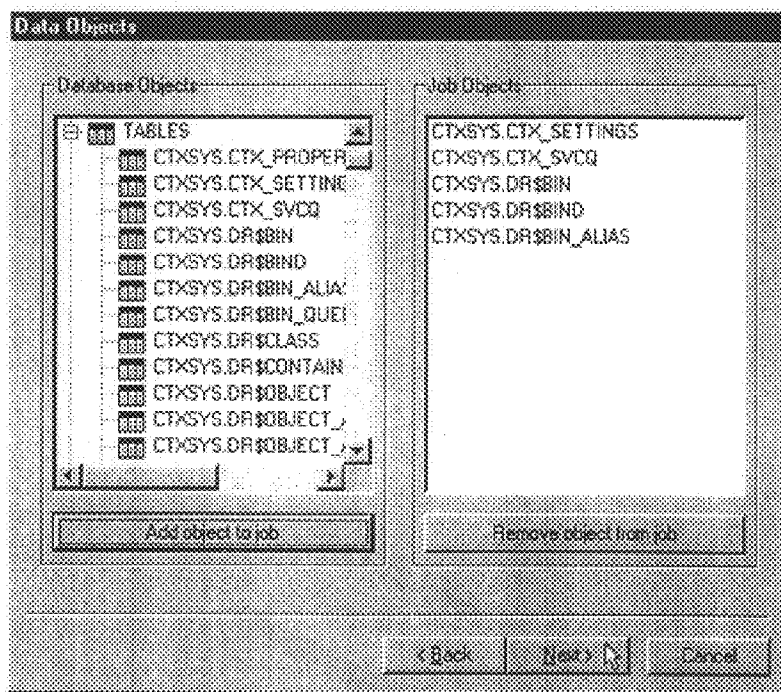 Data Objects
Database Objects
TABLES
CTXSYS.CTX_PROPER
CTXSYS.CTX_SETTING
CTXSYS.CTX_SVCQ
CTXSYS.DR$BIN
CTXSYS.DR$BIND
CTXSYS.DR$BIN_ALIA
CTXSYS.DR$BIN_QUE
CTXSYS.DR$CLASS
CTXSYS.DR$CONTAIN
CTXSYS.DR$OBJECT
CTXSYS.DR$OBJECT_
CTXSYS.DR$OBJECT_
Add object to job
Job Objects
CTXSYS.CTX_SETTINGS
CTXSYS.CTX_SVCQ
CTXSYS.DR$BIN
CTXSYS.DR$BIND
CTXSYS.DR$BIN_ALIAS
Remove object from job
< Back
Next >
Cancel